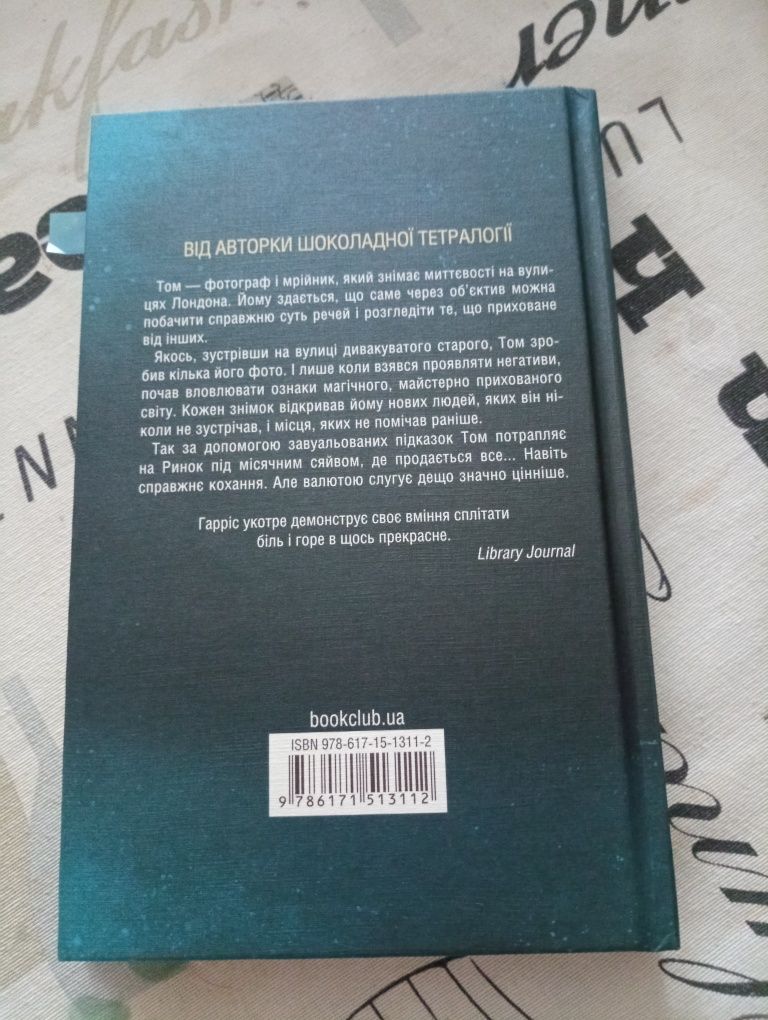 ВІД АВТОРКИ ШОКОЛАДНОЇ ТЕТРАЛОГІЇ
Том — фотограф і мрійник, який знімає миттєвості на вули-
цях Лондона. Йому здається, що саме через об'єктив можна
побачити справжню суть речей і розгледіти те, що приховане
від інших.
Якось, зустрівши на вулиці дивакуватого старого, Том зро-
бив кілька його фото. І лише коли взявся проявляти негативи,
почав вловлювати ознаки магічного, майстерно прихованого
світу. Кожен знімок відкривав йому нових людей, яких він ні-
коли не зустрічав, і місця, яких не помічав раніше.
Так за допомогою завуальованих підказок Том потрапляє
на Ринок під місячним сяйвом, де продається все... Навіть
справжнє кохання. Але валютою слугує дещо значно цінніше.
Гарріс укотре демонструє своє вміння сплітати
біль і горе в щось прекрасне.
Library Journal
bookclub.ua
ISBN 978-617-15-1311-2
9 786171 513112